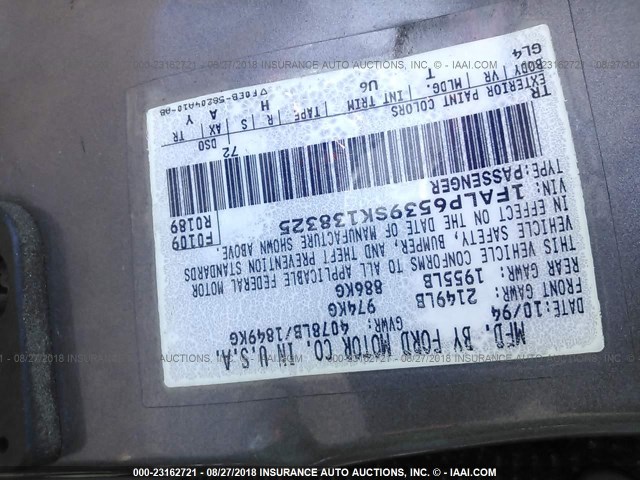 MFD. BY FORD MOTOR CO. IN U.S.A.
DATE: 10/94 GVWR: 4078LB/1849KG
FRONT GAWR: 2149LB 974KG
REAR GAWR: 1955LB 886KG
THIS VEHICLE CONFORMS TO ALL APPLICABLE FEDERAL MOTOR
VEHICLE SAFETY, BUMPER, AND THEFT PREVENTION STANDARDS
IN EFFECT ON THE DATE OF MANUFACTURE SHOWN ABOVE.
VIN: 1FALP6539SK138325 F0109
TYPE: PASSENGER R0189
72
TR DSO
EXTERIOR PAINT COLORS
BODY VR MLDG. INT TRIM TAPE R S AX TR
GL4 T U6 H A Y
▽F0EB-5820410-BB
000-23162721 - 08/27/2018 INSURANCE AUTO AUCTIONS, INC. - © - IAAI.COM